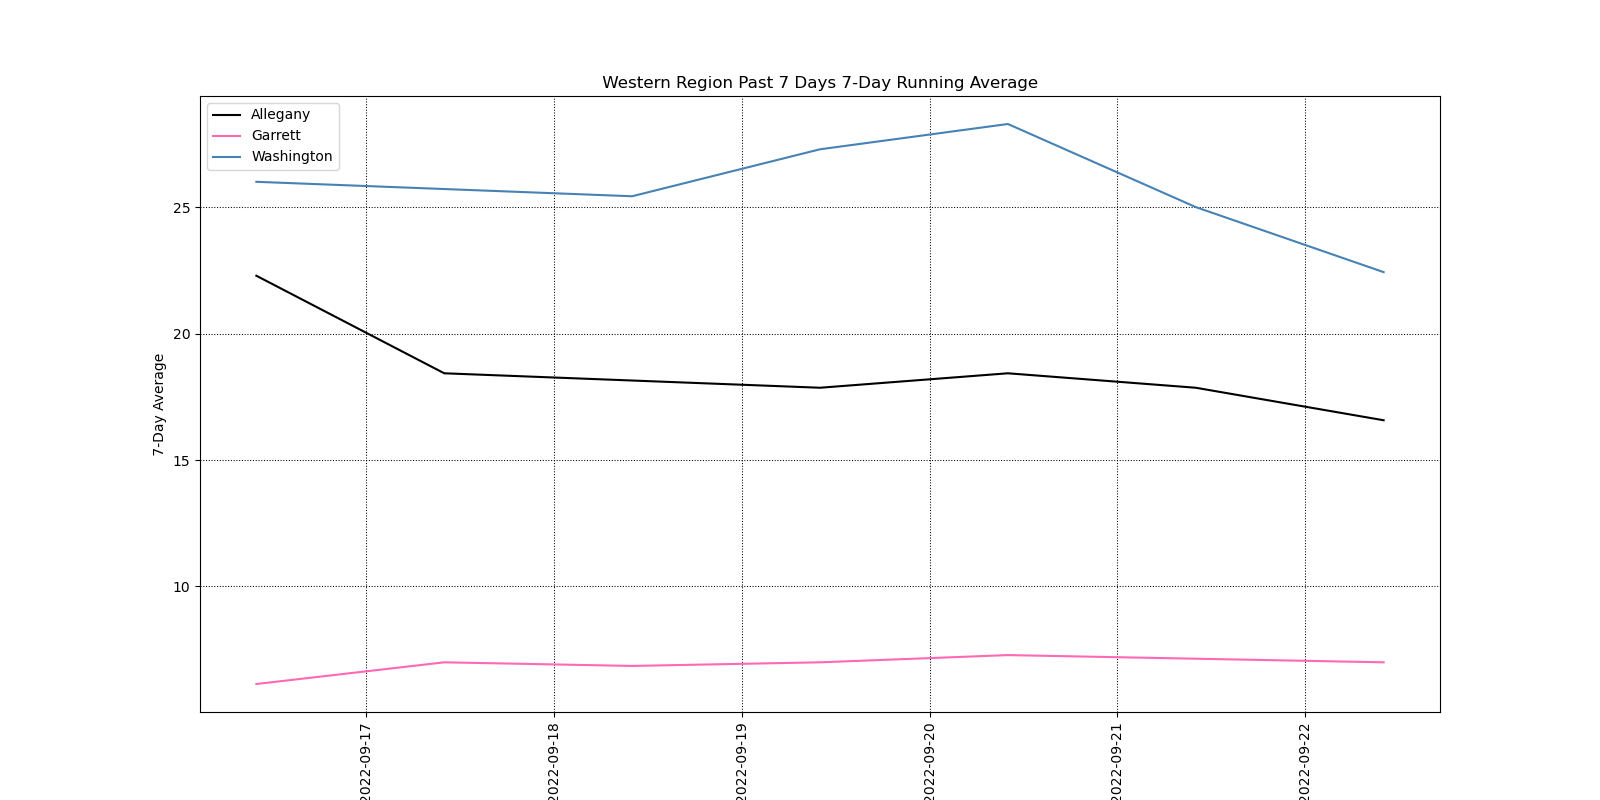 Western Region Past 7 Days 7-Day Running Average
Allegany
Garrett
Washington
7-Day Average
25
20
15
10
2022-09-17
2022-09-18
2022-09-19
2022-09-20
2022-09-21
2022-09-22